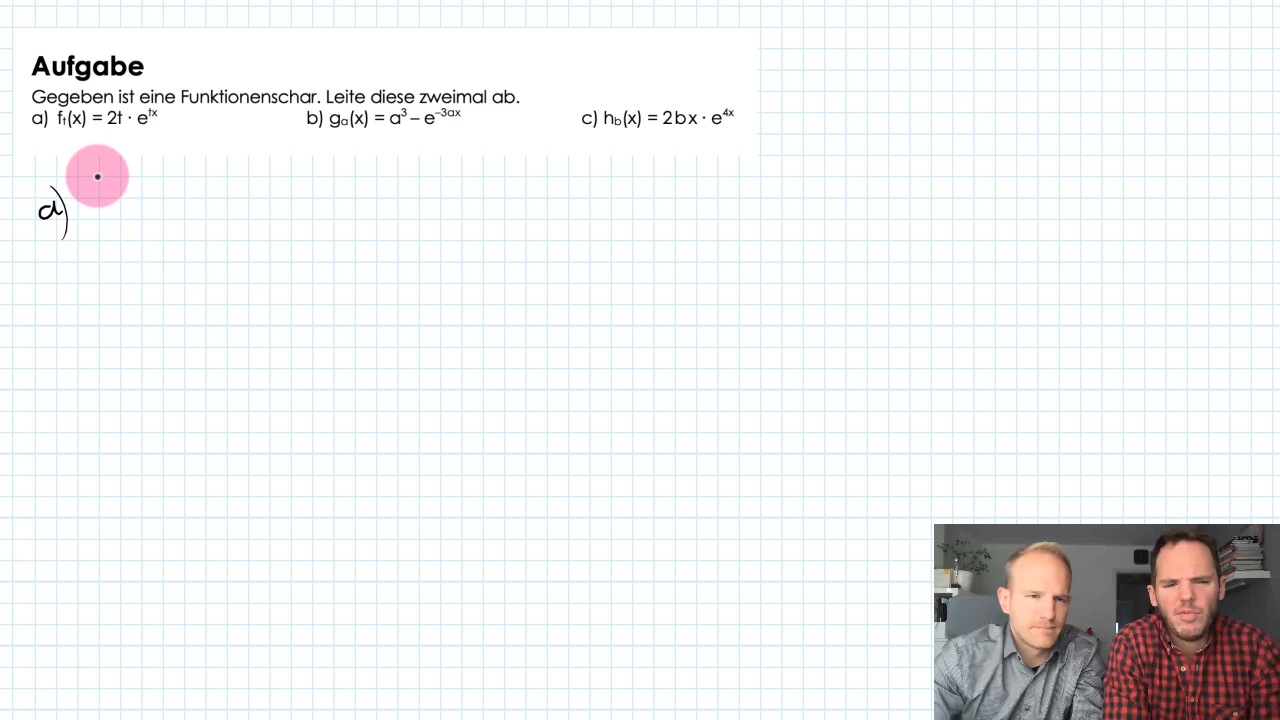 Aufgabe
Gegeben ist eine Funktionenschar. Leite diese zweimal ab.
a) fₜ(x) = 2t · eᵗˣ b) gₐ(x) = a³ – e⁻³ᵃˣ c) h_b(x) = 2bx · e⁴ˣ
a)